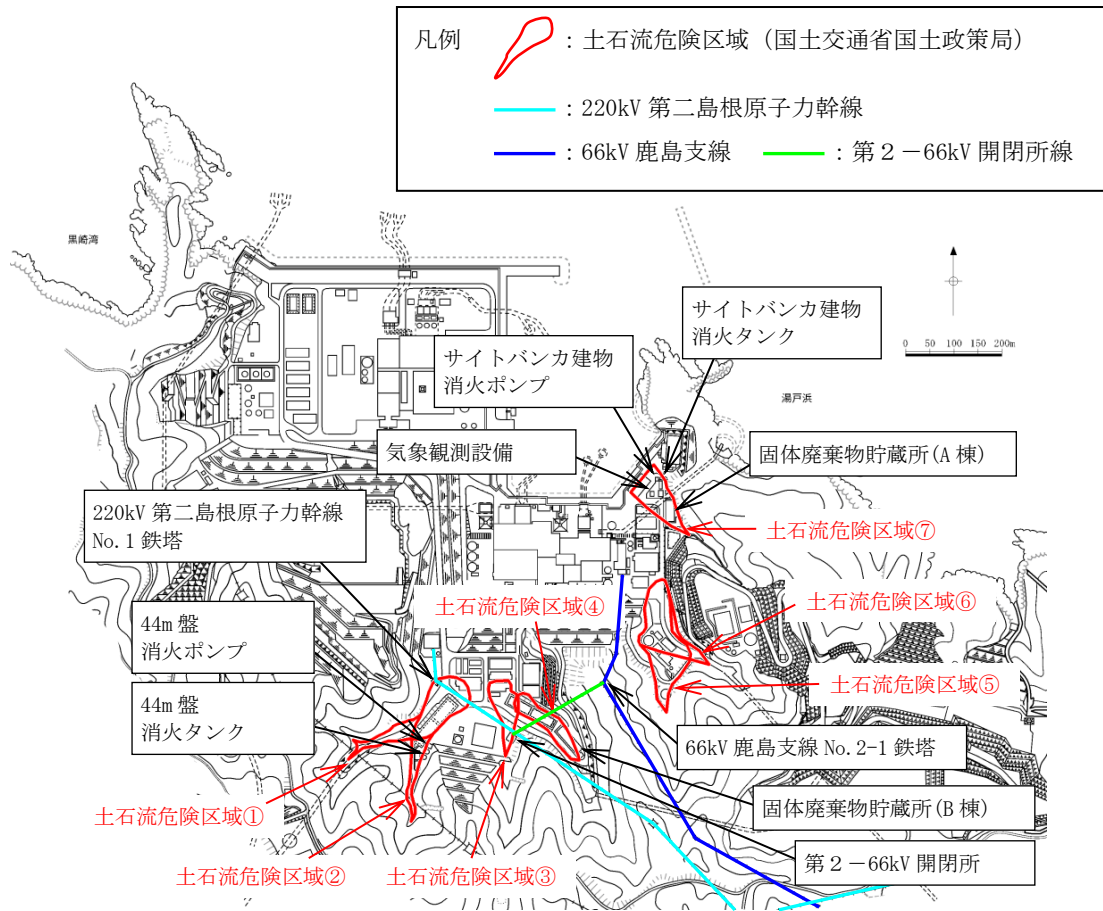 凡例
：土石流危険区域（国土交通省国土政策局）
：220kV 第二島根原子力幹線
：66kV 鹿島支線
：第２－66kV 開閉所線
黒崎湾
サイトバンカ建物
消火タンク
サイトバンカ建物
消火ポンプ
0 50 100 150 200m
湯戸浜
気象観測設備
固体廃棄物貯蔵所(A 棟)
220kV 第二島根原子力幹線
No.1 鉄塔
土石流危険区域⑦
土石流危険区域④
土石流危険区域⑥
44m 盤
消火ポンプ
土石流危険区域⑤
44m 盤
消火タンク
66kV 鹿島支線 No.2-1 鉄塔
土石流危険区域①
固体廃棄物貯蔵所(B 棟)
土石流危険区域②
土石流危険区域③
第２－66kV 開閉所